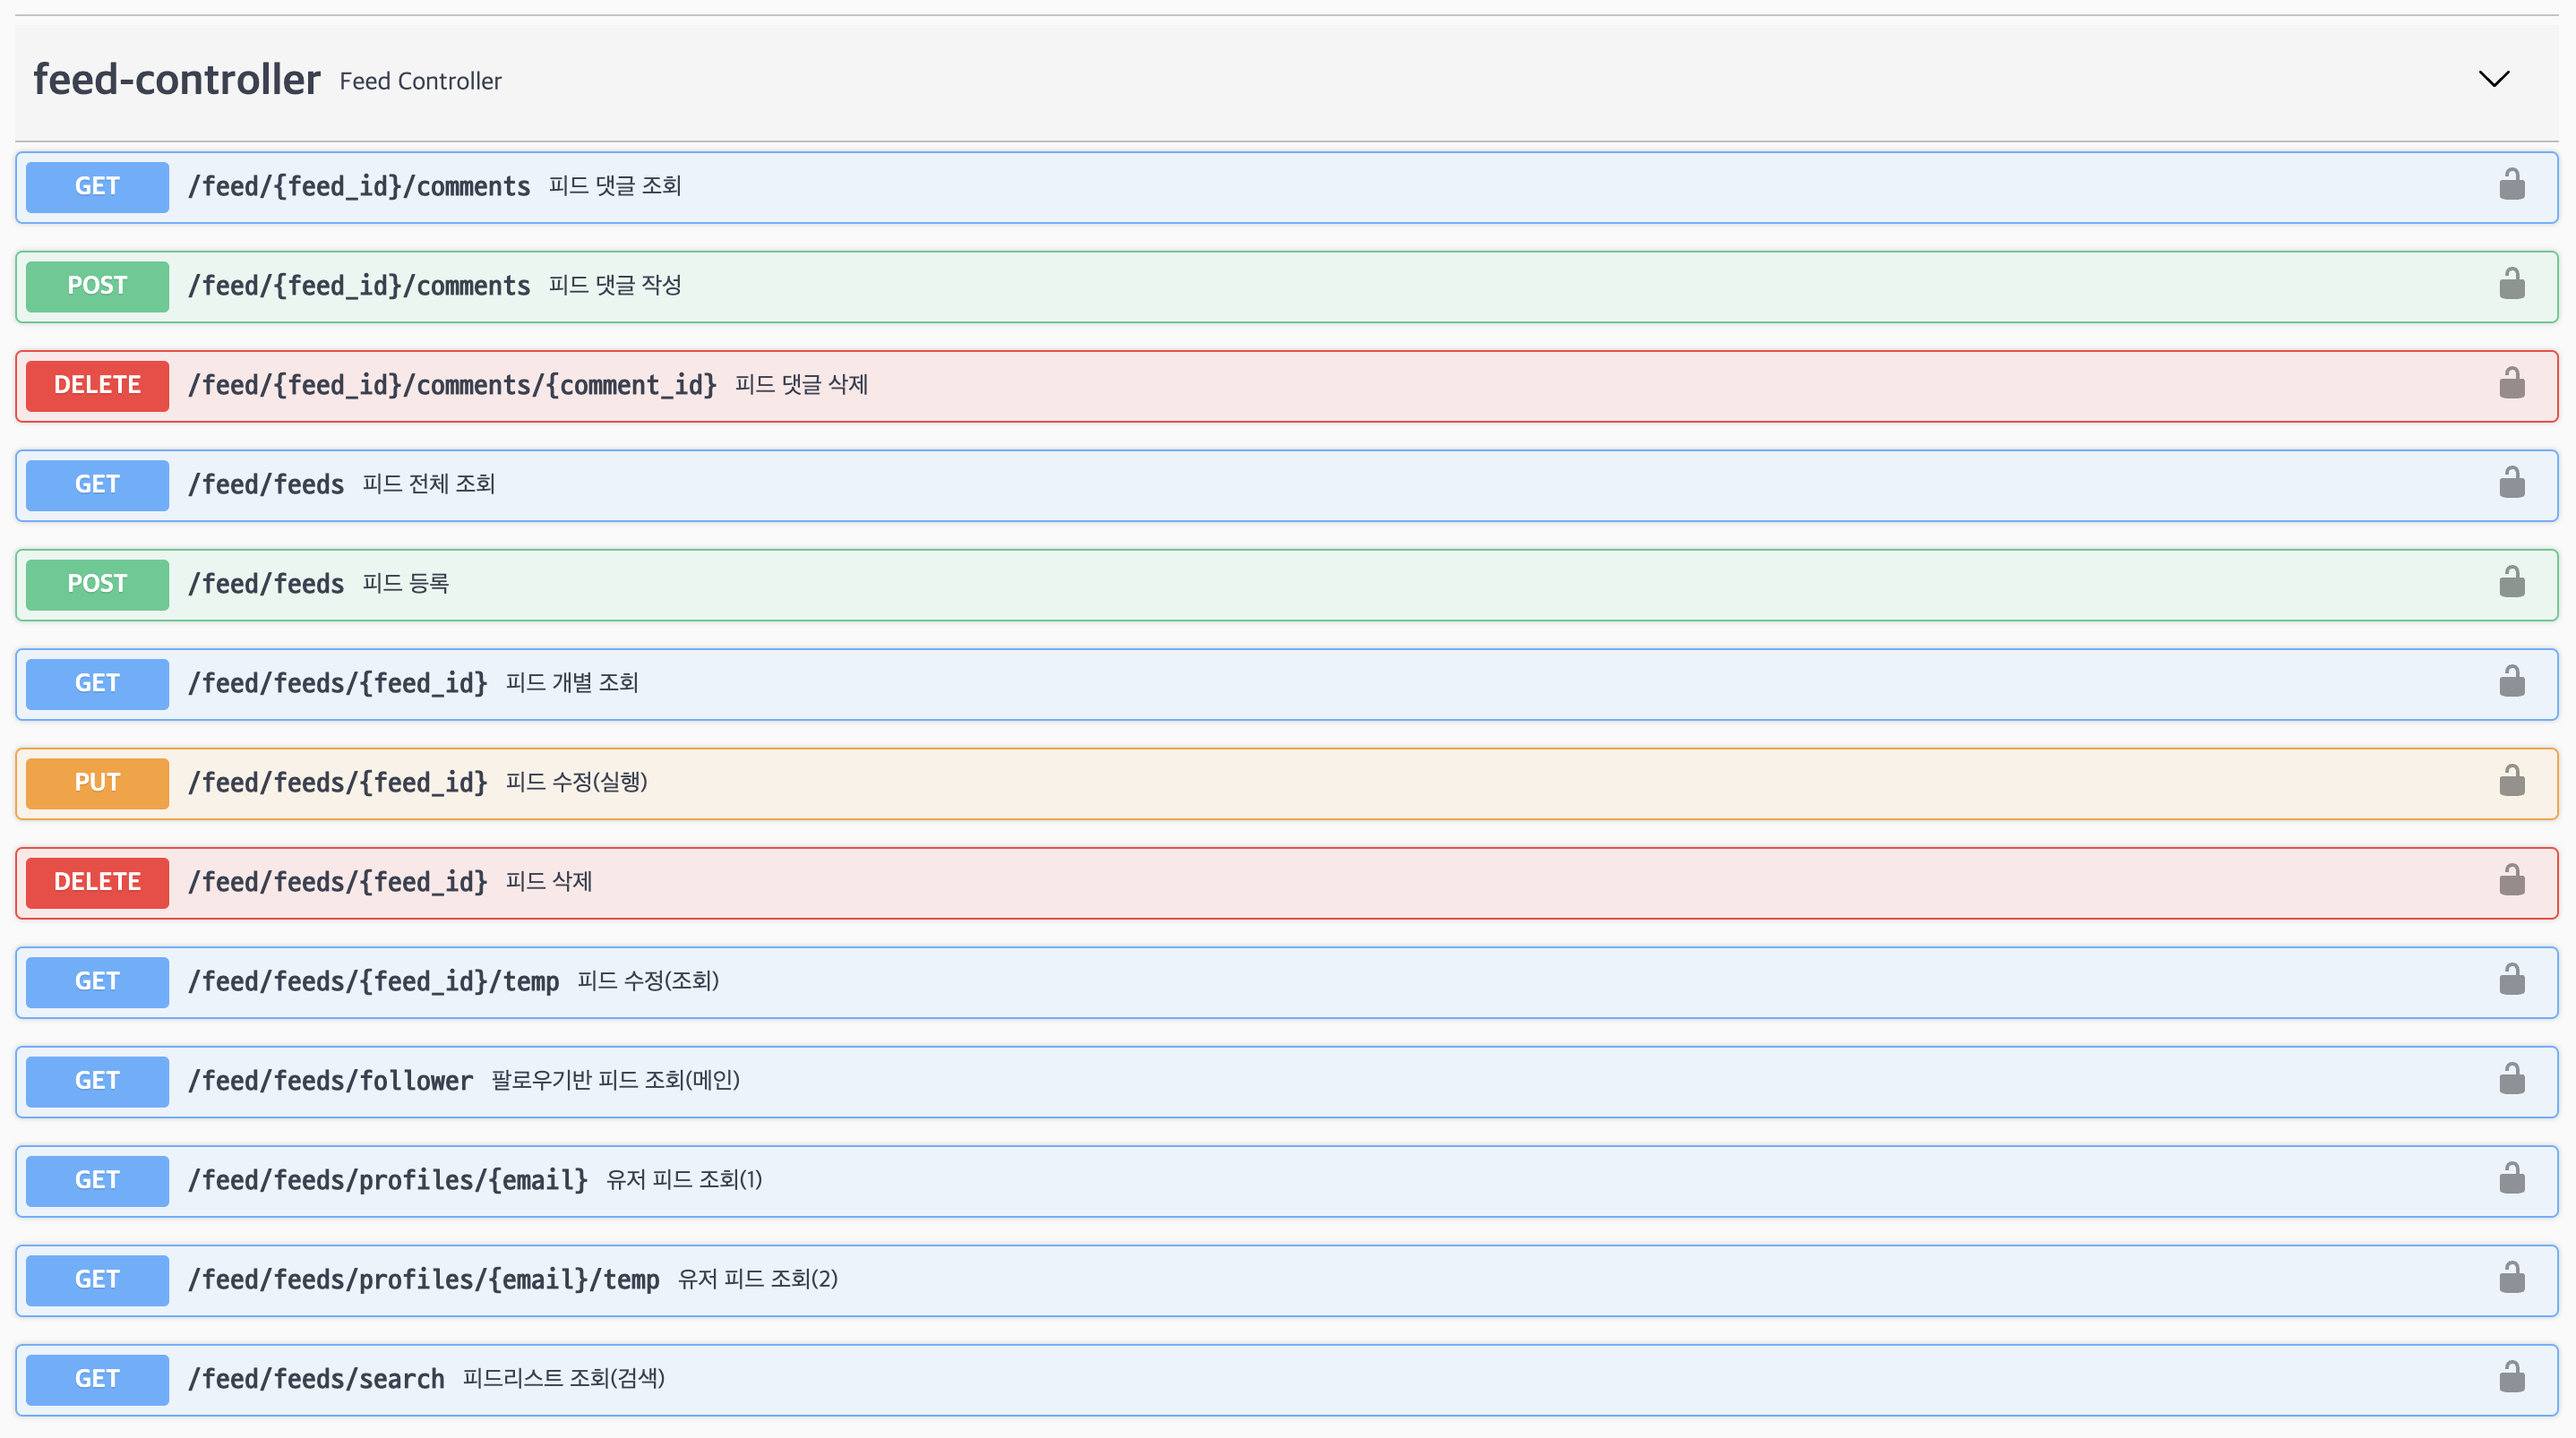 feed-controller Feed Controller
GET /feed/{feed_id}/comments 피드 댓글 조회
POST /feed/{feed_id}/comments 피드 댓글 작성
DELETE /feed/{feed_id}/comments/{comment_id} 피드 댓글 삭제
GET /feed/feeds 피드 전체 조회
POST /feed/feeds 피드 등록
GET /feed/feeds/{feed_id} 피드 개별 조회
PUT /feed/feeds/{feed_id} 피드 수정(실행)
DELETE /feed/feeds/{feed_id} 피드 삭제
GET /feed/feeds/{feed_id}/temp 피드 수정(조회)
GET /feed/feeds/follower 팔로우기반 피드 조회(메인)
GET /feed/feeds/profiles/{email} 유저 피드 조회(1)
GET /feed/feeds/profiles/{email}/temp 유저 피드 조회(2)
GET /feed/feeds/search 피드리스트 조회(검색)